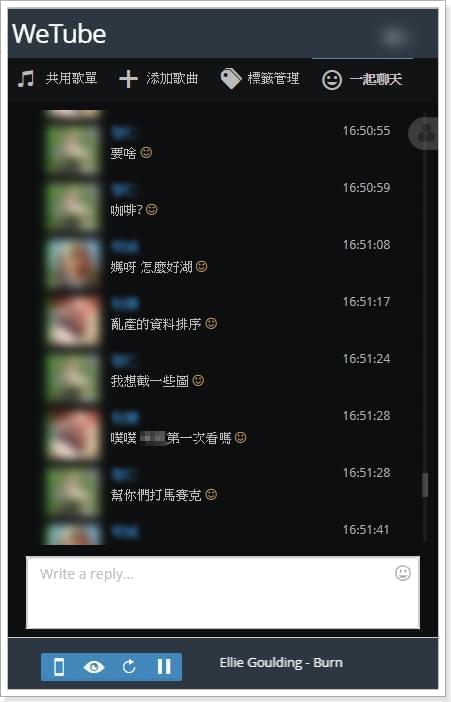 WeTube
共用歌單 添加歌曲 標籤管理 一起聊天
16:50:55
要啥
16:50:59
咖啡?
16:51:08
媽呀 怎麼好湖
16:51:17
亂產的資料排序
16:51:24
我想截一些圖
16:51:28
噗噗 第一次看嗎
16:51:28
幫你們打馬賽克
16:51:41
Write a reply...
Ellie Goulding - Burn